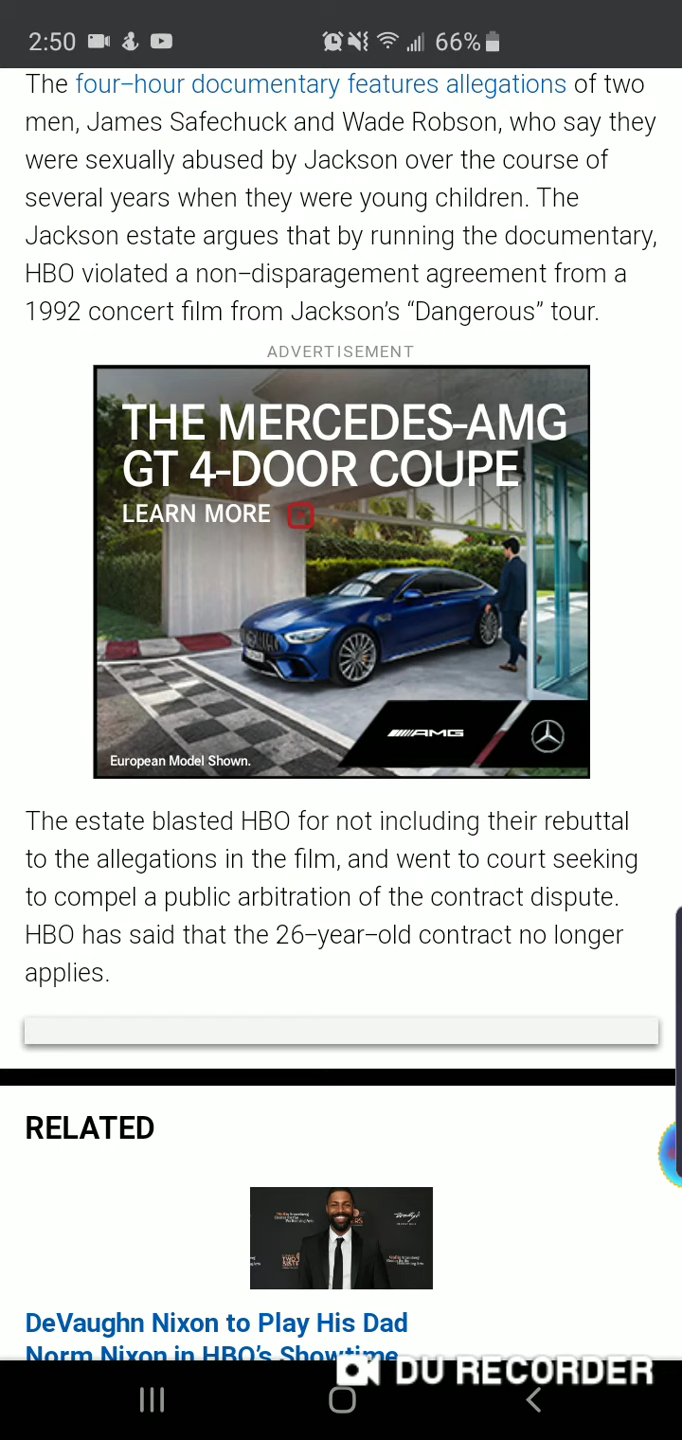 2:50 66%
The four-hour documentary features allegations of two
men, James Safechuck and Wade Robson, who say they
were sexually abused by Jackson over the course of
several years when they were young children. The
Jackson estate argues that by running the documentary,
HBO violated a non-disparagement agreement from a
1992 concert film from Jackson's “Dangerous” tour.
ADVERTISEMENT
THE MERCEDES-AMG
GT 4-DOOR COUPE
LEARN MORE
AMG
European Model Shown.
The estate blasted HBO for not including their rebuttal
to the allegations in the film, and went to court seeking
to compel a public arbitration of the contract dispute.
HBO has said that the 26-year-old contract no longer
applies.
RELATED
DeVaughn Nixon to Play His Dad
Norm Nixon in HBO's Showtime
DU RECORDER